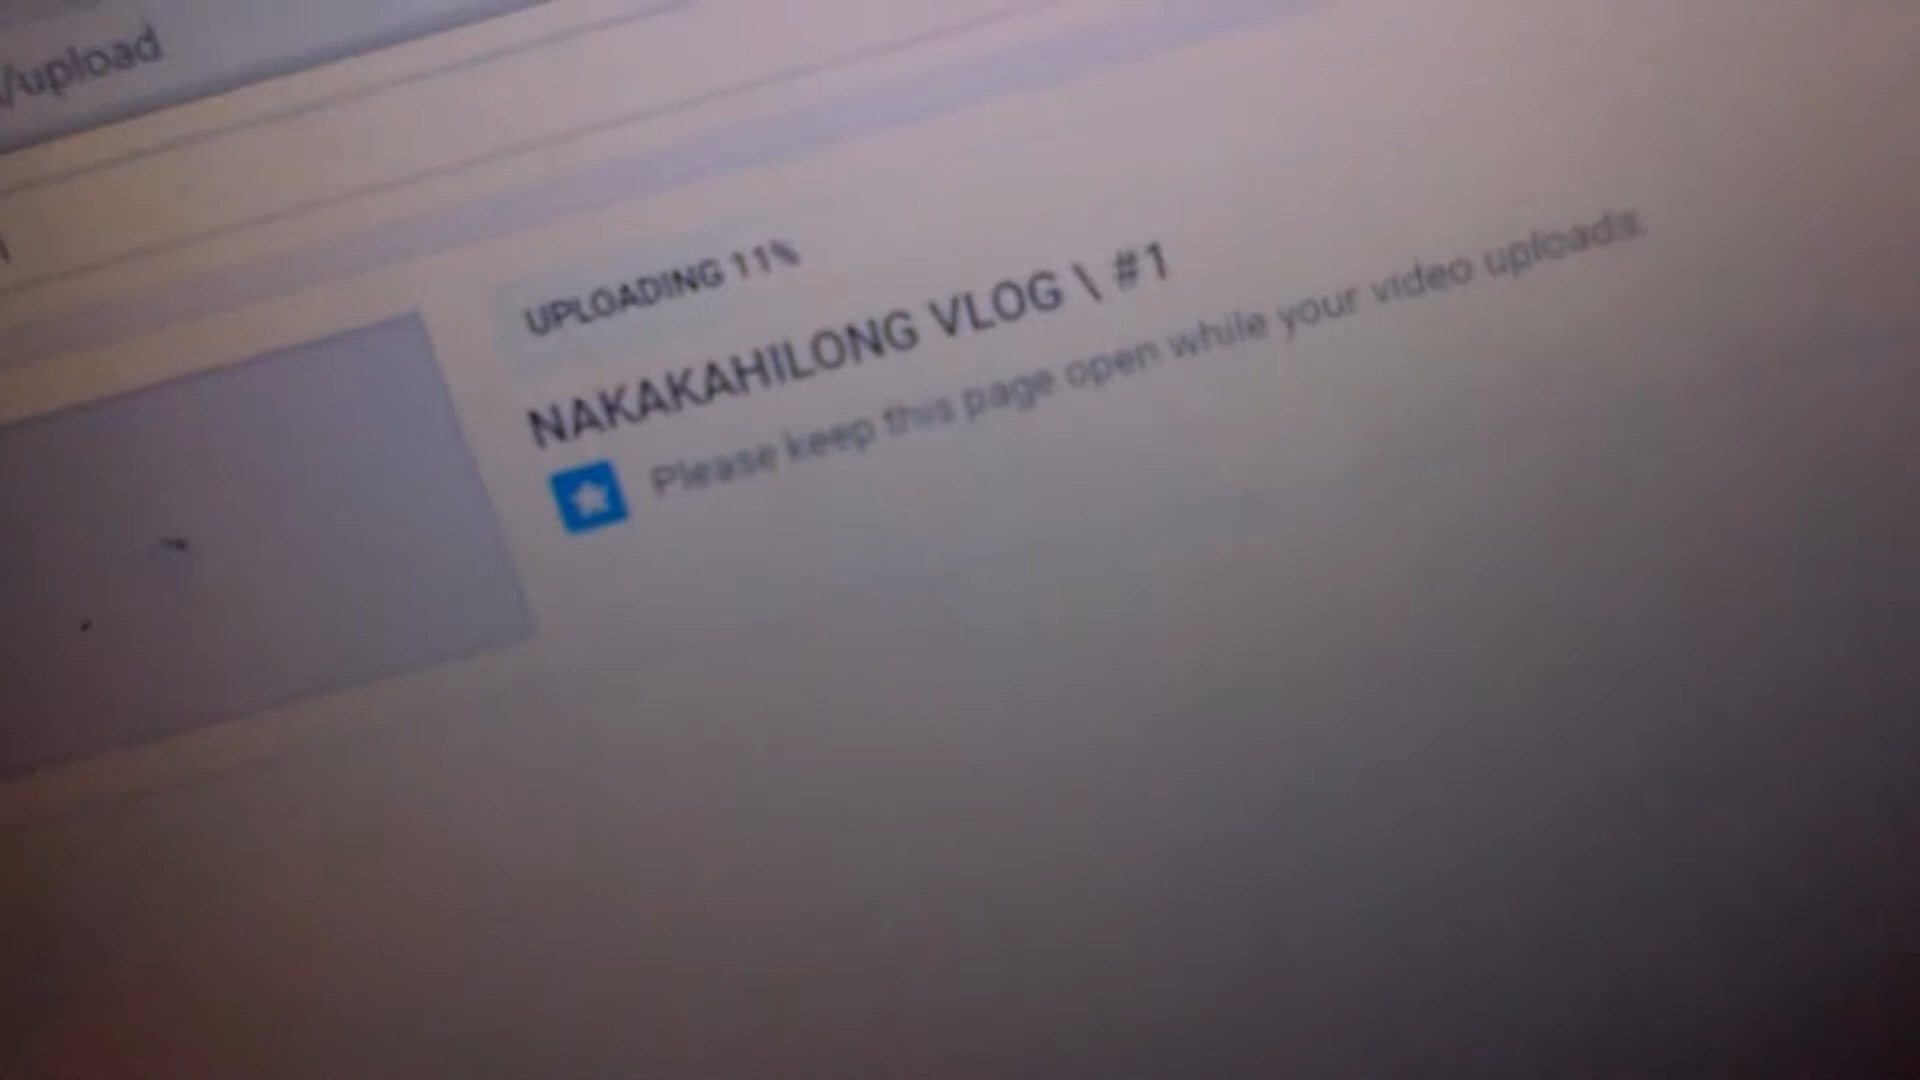 /upload
UPLOADING 11%
NAKAKAHILONG VLOG \ #1
Please keep this page open while your video uploads.